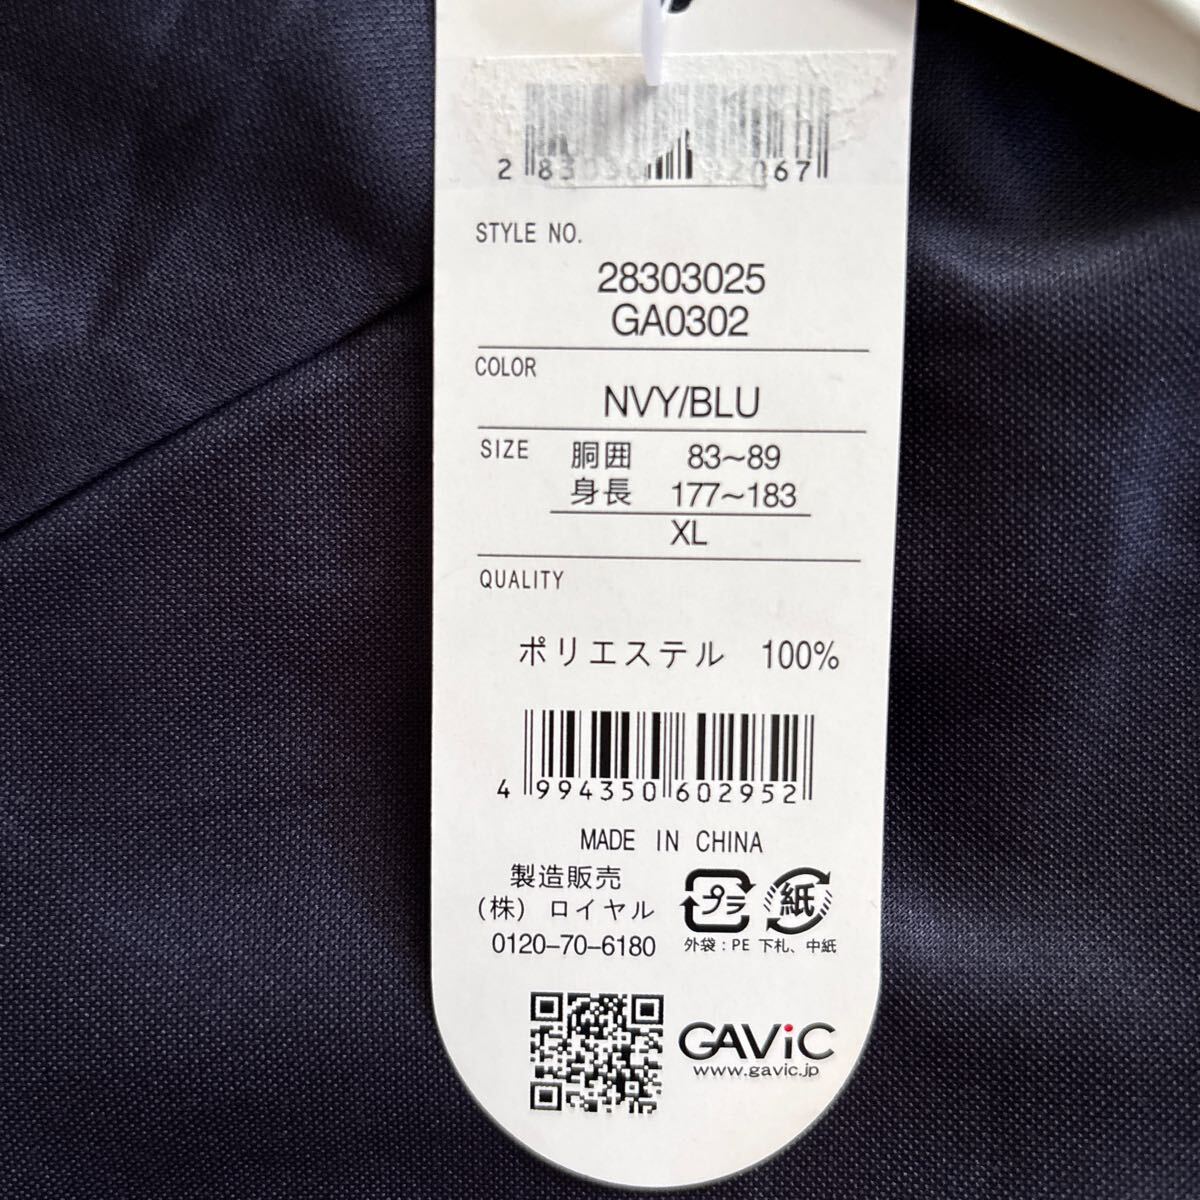 STYLE NO.
28303025
GA0302
COLOR
NVY/BLU
SIZE 胴囲 83~89
身長 177~183
XL
QUALITY
ポリエステル 100%
4 994350 602952
MADE IN CHINA
製造販売
(株) ロイヤル
0120-70-6180
プラ 紙
外袋:PE 下札、中紙
GAViC
www.gavic.jp